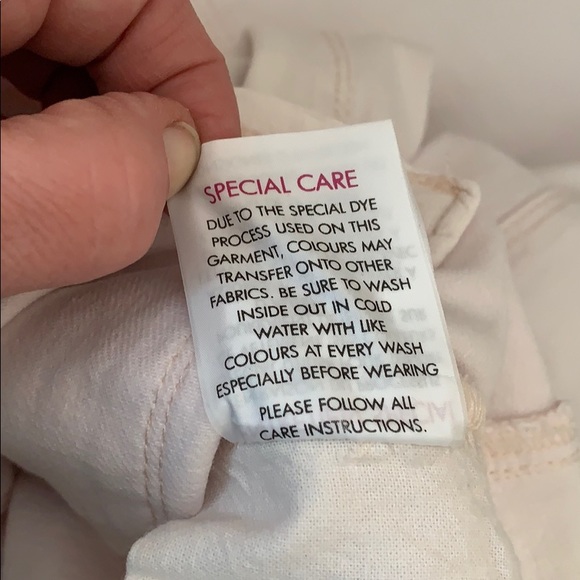 SPECIAL CARE
DUE TO THE SPECIAL DYE
PROCESS USED ON THIS
GARMENT, COLOURS MAY
TRANSFER ONTO OTHER
FABRICS. BE SURE TO WASH
INSIDE OUT IN COLD
WATER WITH LIKE
COLOURS AT EVERY WASH
ESPECIALLY BEFORE WEARING
PLEASE FOLLOW ALL
CARE INSTRUCTIONS.